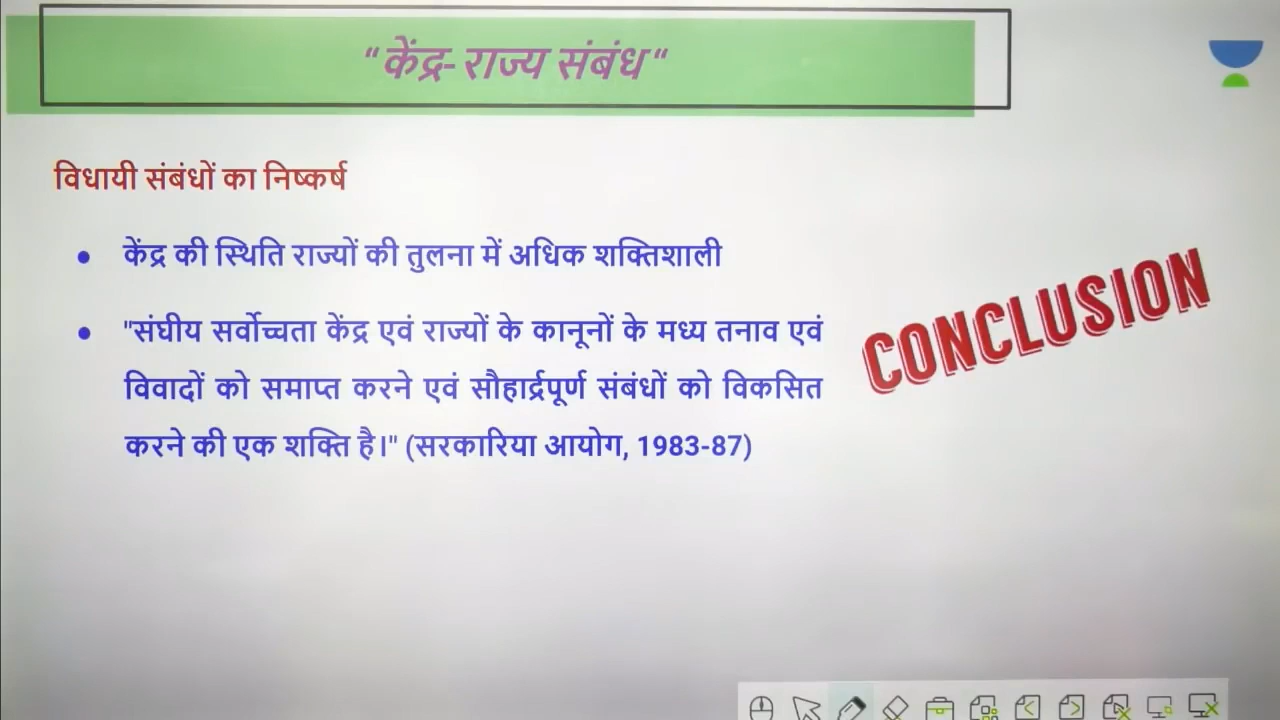 “केंद्र- राज्य संबंध“
विधायी संबंधों का निष्कर्ष
• केंद्र की स्थिति राज्यों की तुलना में अधिक शक्तिशाली
• "संघीय सर्वोच्चता केंद्र एवं राज्यों के कानूनों के मध्य तनाव एवं
विवादों को समाप्त करने एवं सौहार्द्रपूर्ण संबंधों को विकसित
करने की एक शक्ति है।" (सरकारिया आयोग, 1983-87)
CONCLUSION